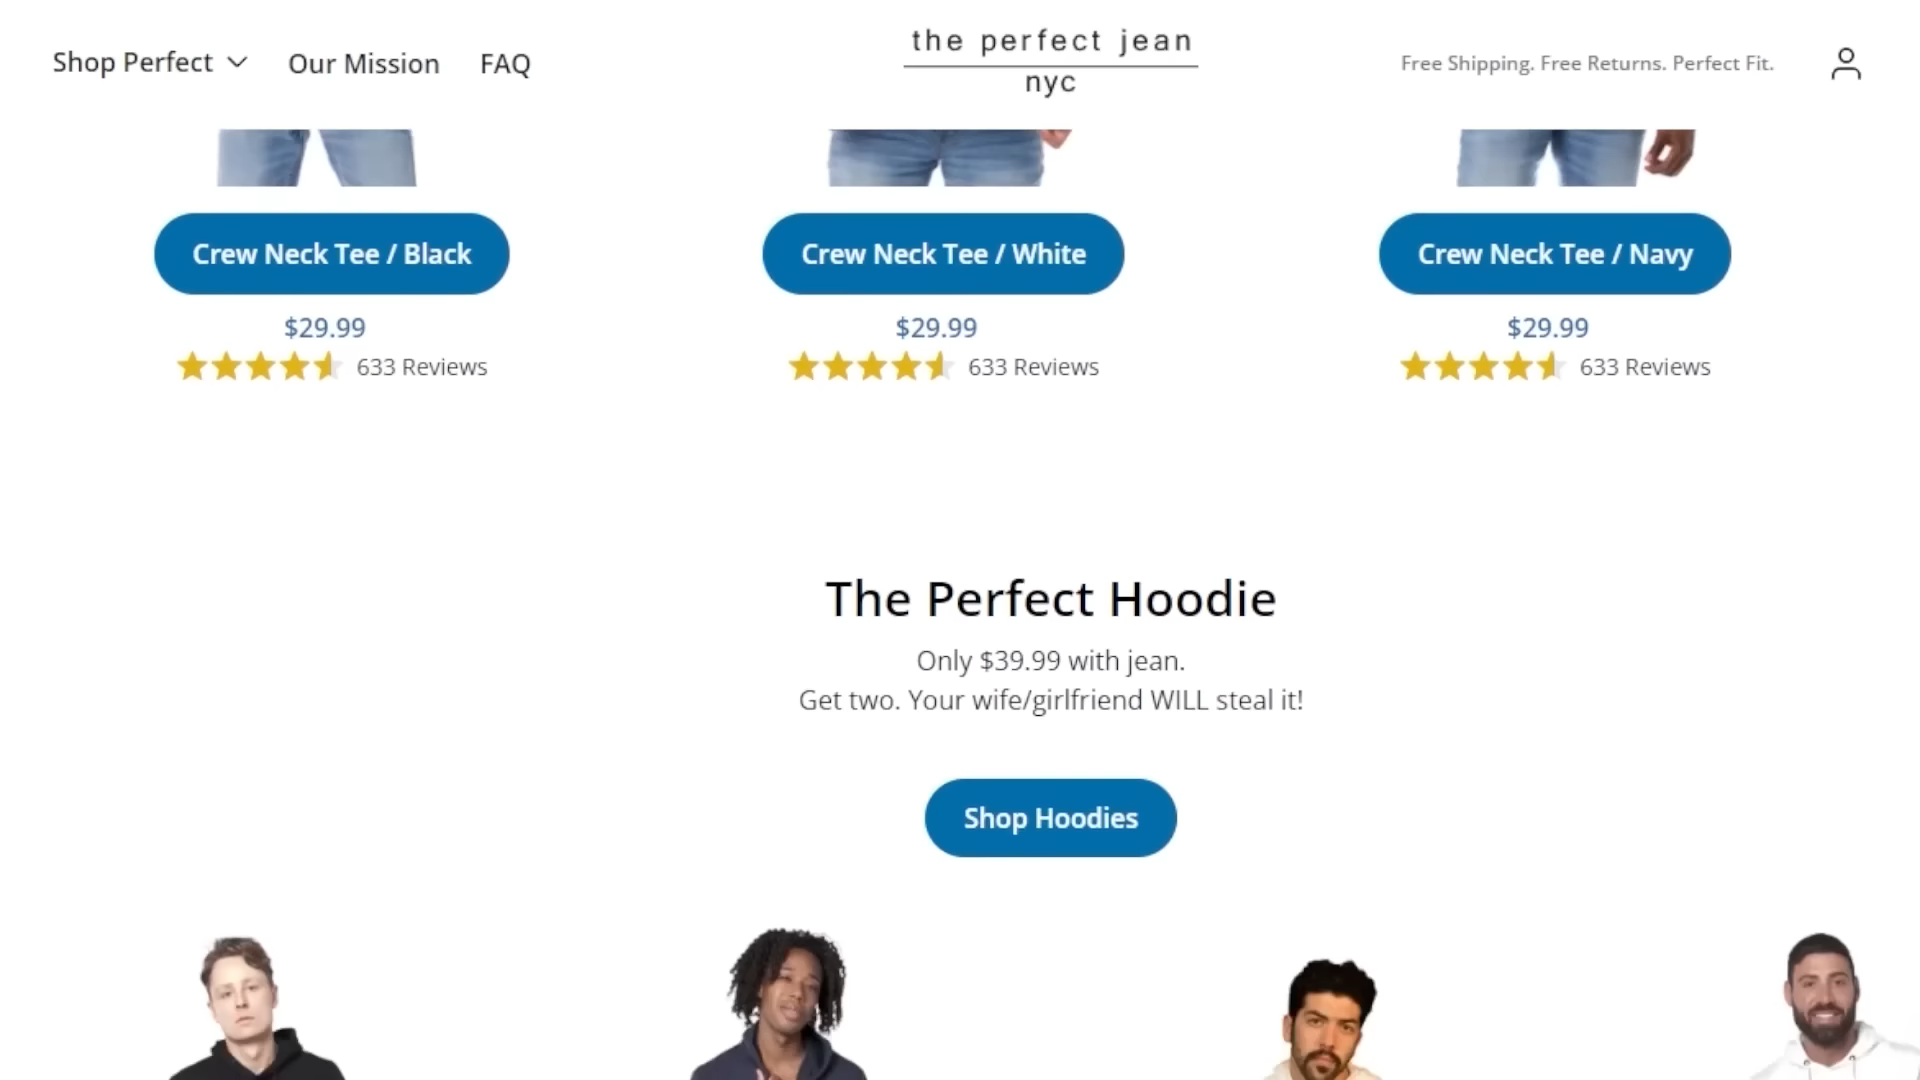 Shop Perfect
Our Mission
FAQ
the perfect jean
nyc
Free Shipping. Free Returns. Perfect Fit.
Crew Neck Tee / Black
$29.99
633 Reviews
Crew Neck Tee / White
$29.99
633 Reviews
Crew Neck Tee / Navy
$29.99
633 Reviews
The Perfect Hoodie
Only $39.99 with jean.
Get two. Your wife/girlfriend WILL steal it!
Shop Hoodies